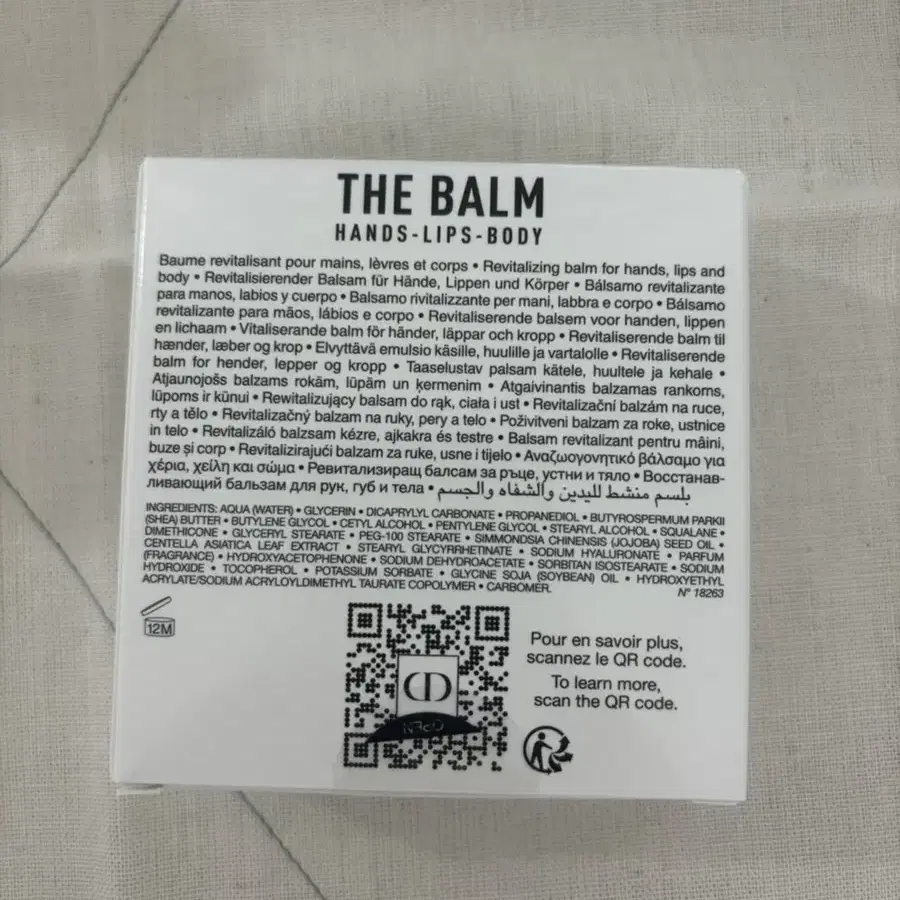 THE BALM
HANDS-LIPS-BODY
Baume revitalisant pour mains, lèvres et corps • Revitalizing balm for hands, lips and
body • Revitalisierender Balsam für Hände, Lippen und Körper • Bálsamo revitalizante
para manos, labios y cuerpo • Balsamo rivitalizzante per mani, labbra e corpo • Bálsamo
revitalizante para mãos, lábios e corpo • Revitaliserende balsem voor handen, lippen
en lichaam • Vitaliserande balm för händer, läppar och kropp • Revitaliserende balm til
hænder, læber og krop • Elvyttävä emulsio käsille, huulille ja vartalolle • Revitaliserende
balm for hender, lepper og kropp • Taaselustav palsam kätele, huultele ja kehale •
Atjaunojošs balzams rokām, lūpām un ķermenim • Atgaivinantis balzamas rankoms,
lūpoms ir kūnui • Rewitalizujący balsam do rąk, ciała i ust • Revitalizační balzám na ruce,
rty a tělo • Revitalizačný balzam na ruky, pery a telo • Poživitveni balzam za roke, ustnice
in telo • Revitalizáló balzsam kézre, ajkakra és testre • Balsam revitalizant pentru mâini,
buze și corp • Revitalizirajući balzam za ruke, usne i tijelo • Αναζωογονητικό βάλσαμο για
χέρια, χείλη και σώμα • Ревитализиращ балсам за ръце, устни и тяло • Восстанав-
ливающий бальзам для рук, губ и тела • بلسم منشط لليدين والشفاه والجسم
INGREDIENTS: AQUA (WATER) • GLYCERIN • DICAPRYLYL CARBONATE • PROPANEDIOL • BUTYROSPERMUM PARKII
(SHEA) BUTTER • BUTYLENE GLYCOL • CETYL ALCOHOL • PENTYLENE GLYCOL • STEARYL ALCOHOL • SQUALANE •
DIMETHICONE • GLYCERYL STEARATE • PEG-100 STEARATE • SIMMONDSIA CHINENSIS (JOJOBA) SEED OIL •
CENTELLA ASIATICA LEAF EXTRACT • STEARYL GLYCYRRHETINATE • SODIUM HYALURONATE • PARFUM
(FRAGRANCE) • HYDROXYACETOPHENONE • SODIUM DEHYDROACETATE • SORBITAN ISOSTEARATE • SODIUM
HYDROXIDE • TOCOPHEROL • POTASSIUM SORBATE • GLYCINE SOJA (SOYBEAN) OIL • HYDROXYETHYL
ACRYLATE/SODIUM ACRYLOYLDIMETHYL TAURATE COPOLYMER • CARBOMER.
N° 18263
12M
CD
OPEN
Pour en savoir plus,
scannez le QR code.
To learn more,
scan the QR code.